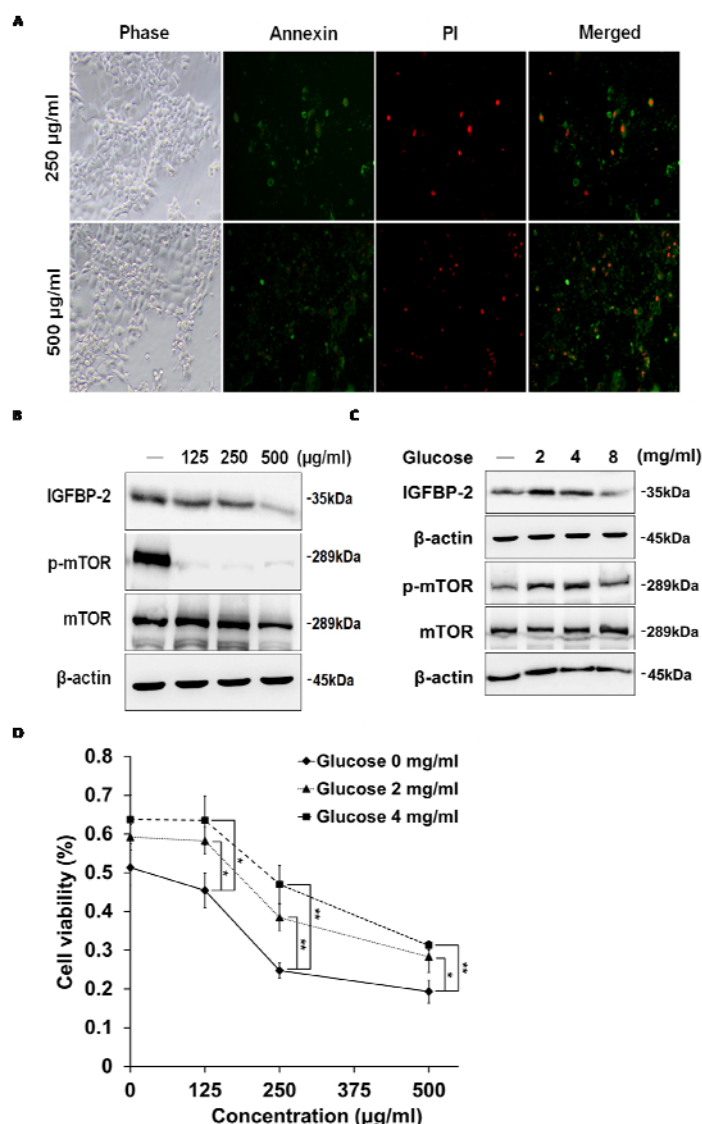 A
Phase Annexin PI Merged
250 µg/ml
500 µg/ml
B
— 125 250 500 (µg/ml)
IGFBP-2 -35kDa
p-mTOR -289kDa
mTOR -289kDa
β-actin -45kDa
C
Glucose — 2 4 8 (mg/ml)
IGFBP-2 -35kDa
β-actin -45kDa
p-mTOR -289kDa
mTOR -289kDa
β-actin -45kDa
D
Glucose 0 mg/ml
Glucose 2 mg/ml
Glucose 4 mg/ml
Cell viability (%)
0.8
0.7
0.6
0.5
0.4
0.3
0.2
0.1
0
* *
** **
* **
0 125 250 375 500
Concentration (µg/ml)